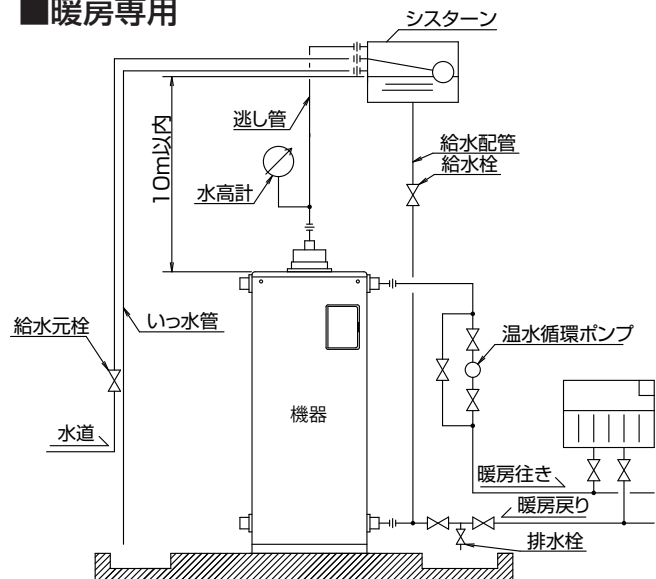 ■暖房専用
シスターン
逃し管
10m以内
給水配管
給水栓
水高計
給水元栓
いっ水管
温水循環ポンプ
機器
水道
暖房往き
暖房戻り
排水栓